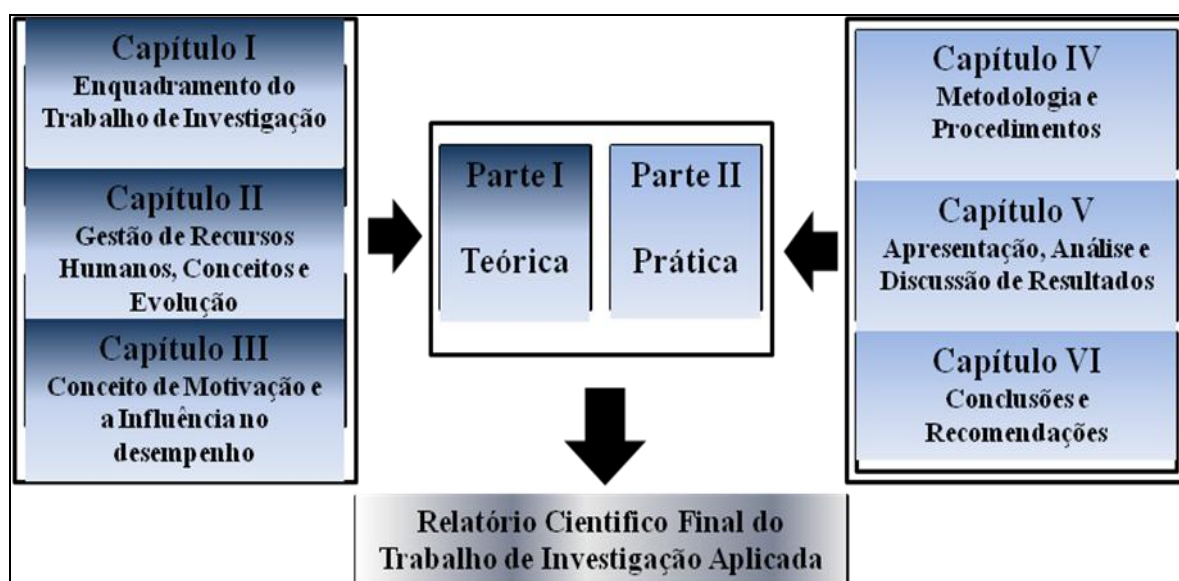 Capítulo I
Enquadramento do
Trabalho de Investigação
Capítulo II
Gestão de Recursos
Humanos, Conceitos e
Evolução
Capítulo III
Conceito de Motivação e
a Influência no
desempenho
Parte I
Teórica
Parte II
Prática
Capítulo IV
Metodologia e
Procedimentos
Capítulo V
Apresentação, Análise e
Discussão de Resultados
Capítulo VI
Conclusões e
Recomendações
Relatório Cientifico Final do
Trabalho de Investigação Aplicada